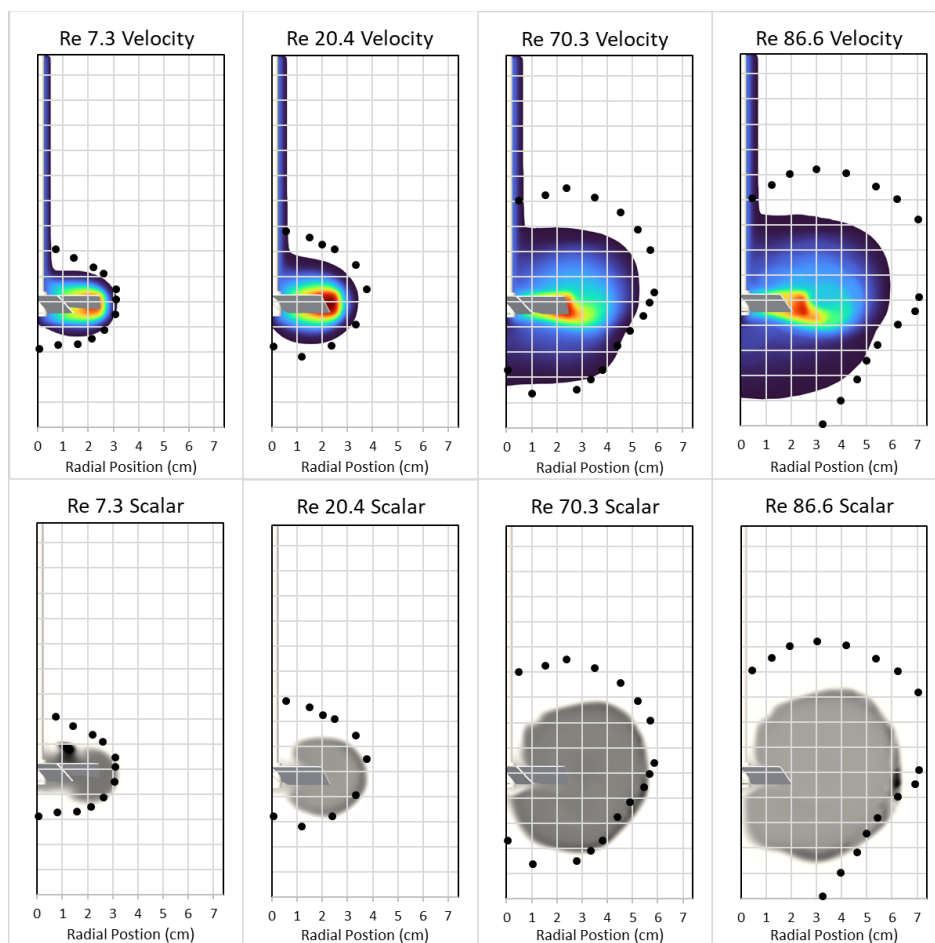 Re 7.3 Velocity
Re 20.4 Velocity
Re 70.3 Velocity
Re 86.6 Velocity
0 1 2 3 4 5 6 7
0 1 2 3 4 5 6 7
0 1 2 3 4 5 6 7
0 1 2 3 4 5 6 7
Radial Position (cm)
Radial Postion (cm)
Radial Postion (cm)
Radial Postion (cm)
Re 7.3 Scalar
Re 20.4 Scalar
Re 70.3 Scalar
Re 86.6 Scalar
0 1 2 3 4 5 6 7
0 1 2 3 4 5 6 7
0 1 2 3 4 5 6 7
0 1 2 3 4 5 6 7
Radial Postion (cm)
Radial Postion (cm)
Radial Postion (cm)
Radial Postion (cm)